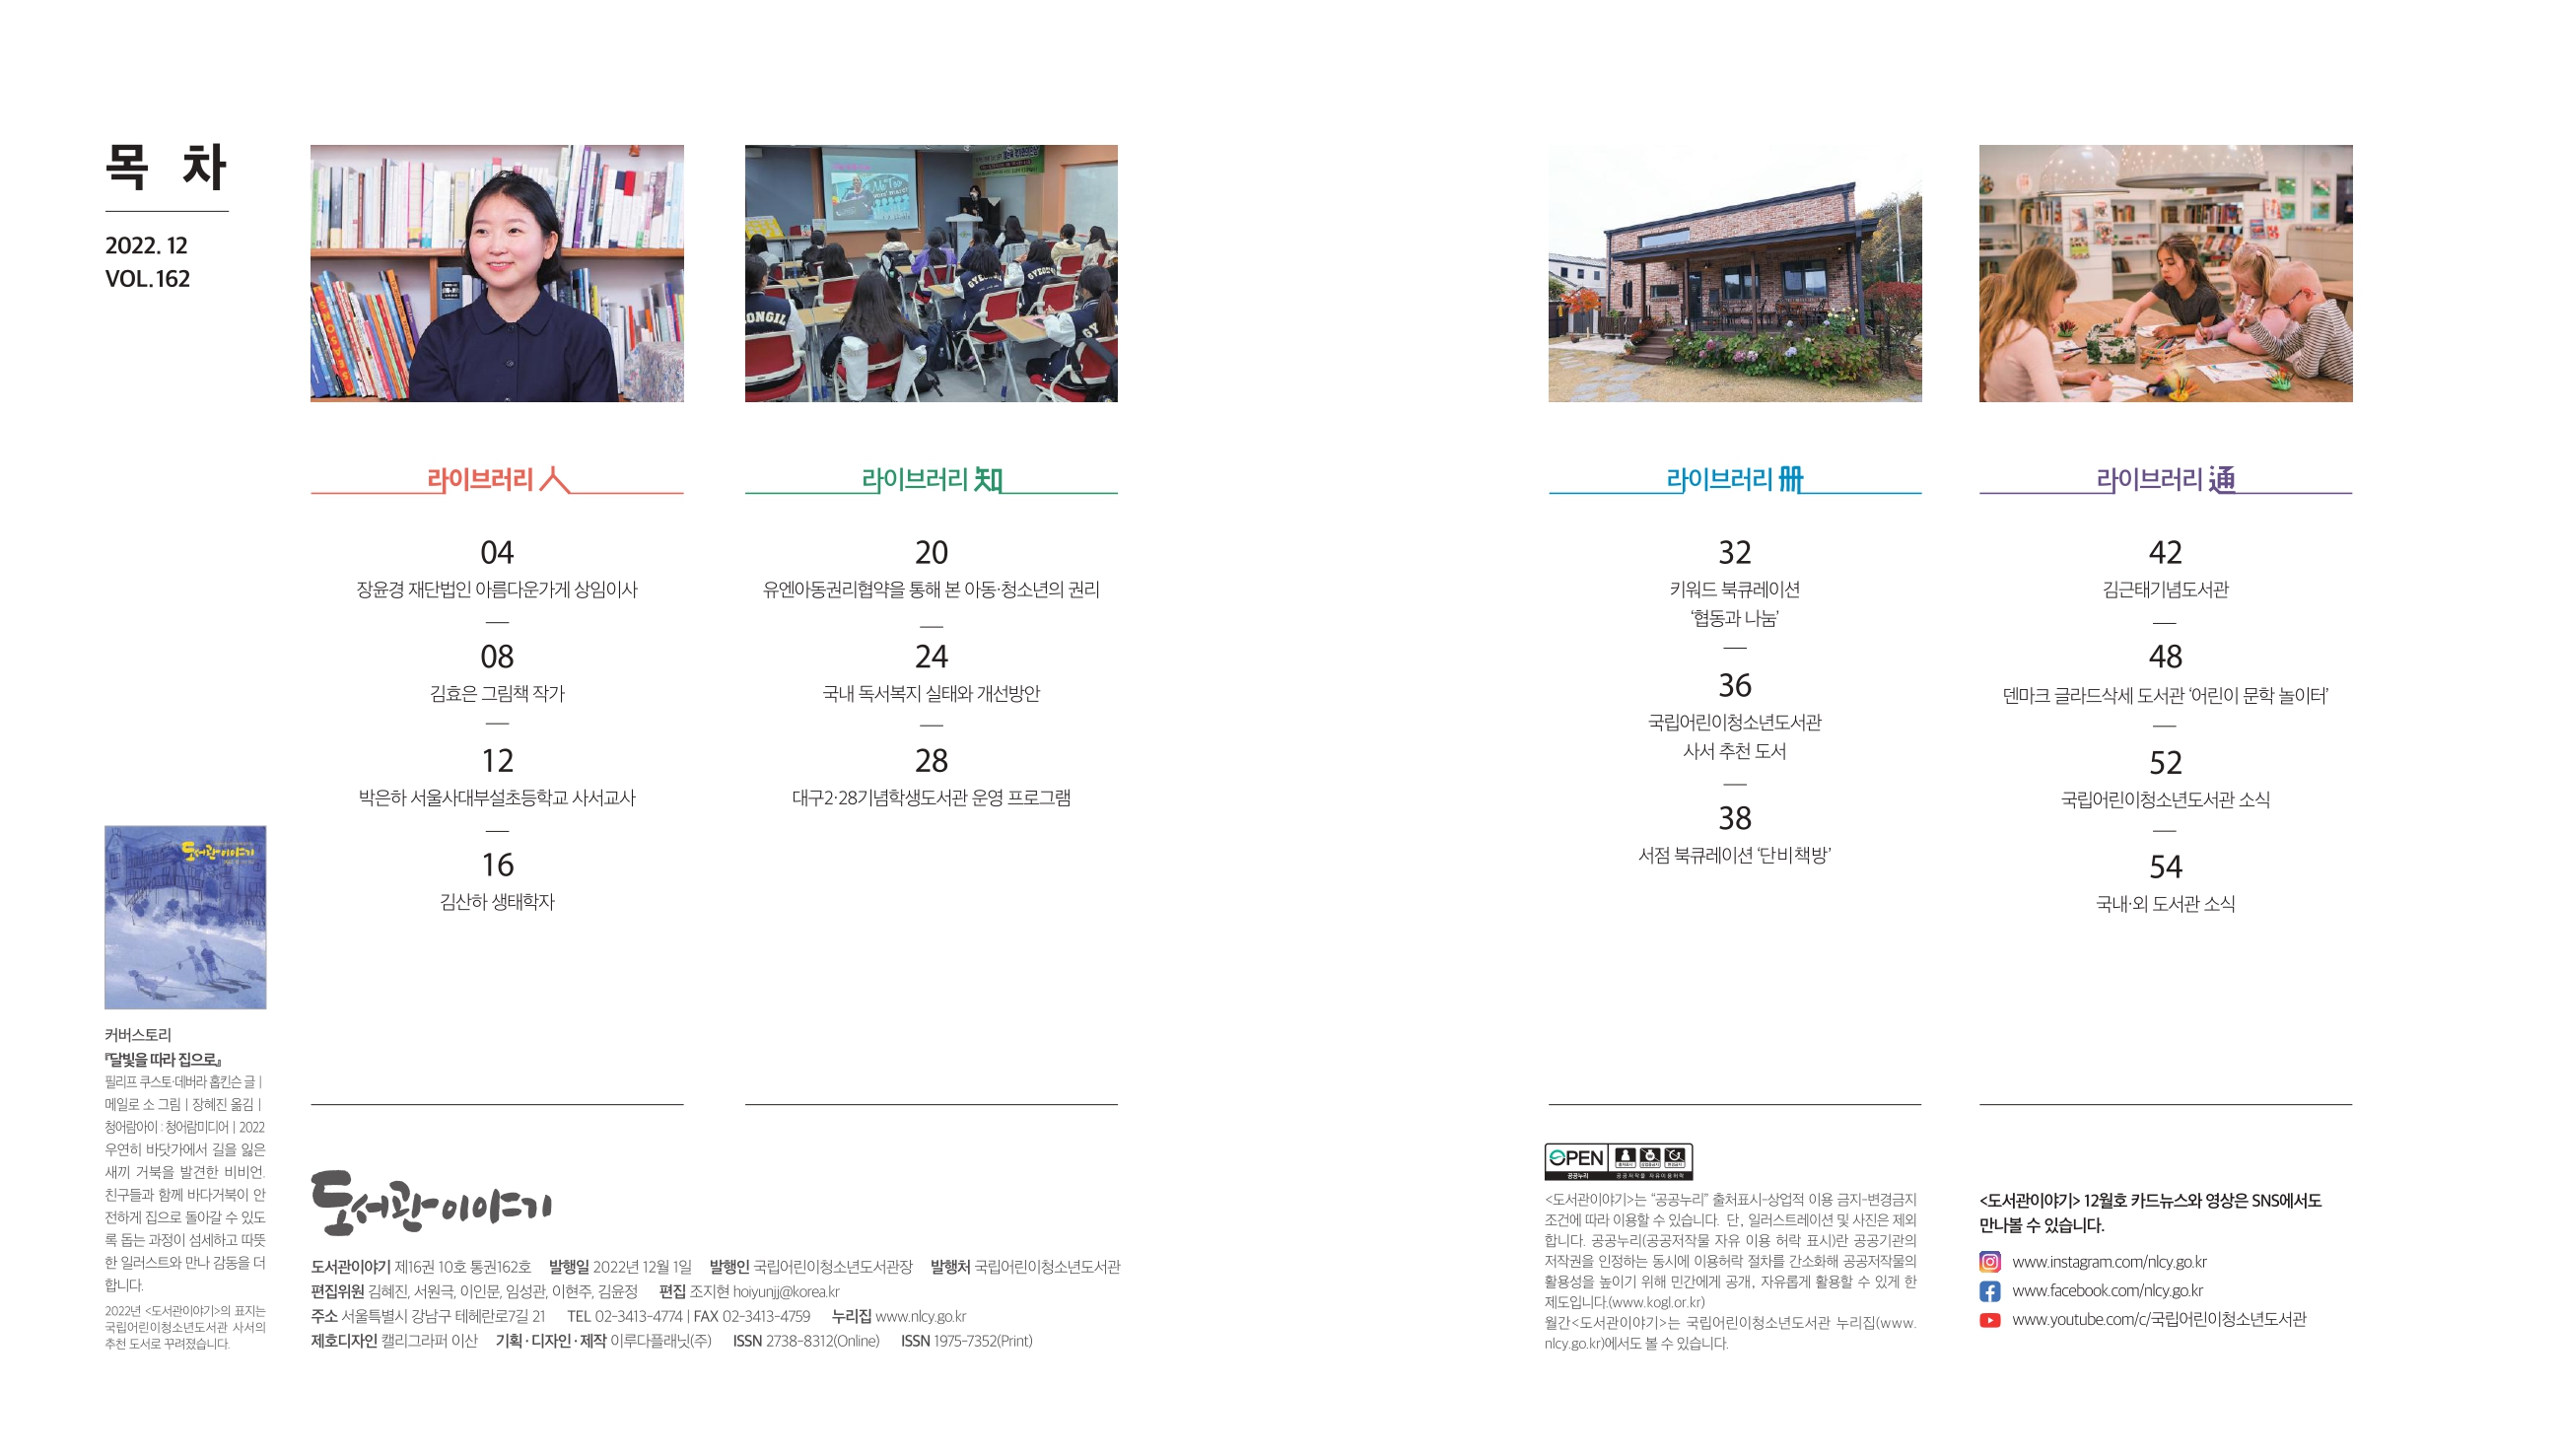 목 차
2022. 12
VOL. 162
라이브러리 人
04
장윤경 재단법인 아름다운가게 상임이사
08
김효은 그림책 작가
12
박은하 서울사대부설초등학교 사서교사
16
김산하 생태학자
라이브러리 知
20
유엔아동권리협약을 통해 본 아동·청소년의 권리
24
국내 독서복지 실태와 개선방안
28
대구2·28기념학생도서관 운영 프로그램
라이브러리 冊
32
키워드 북큐레이션
‘협동과 나눔’
36
국립어린이청소년도서관
사서 추천 도서
38
서점 북큐레이션 ‘단비책방’
라이브러리 通
42
김근태기념도서관
48
덴마크 글라드삭세 도서관 ‘어린이 문학 놀이터’
52
국립어린이청소년도서관 소식
54
국내·외 도서관 소식
도서관이야기
커버스토리
『달빛을 따라 집으로』
필리프 쿠스토·데버라 홉킨슨 글 |
메일로 소 그림 | 장혜진 옮김 |
청어람아이 : 청어람미디어 | 2022
우연히 바닷가에서 길을 잃은
새끼 거북을 발견한 비비언.
친구들과 함께 바다거북이 안
전하게 집으로 돌아갈 수 있도
록 돕는 과정이 섬세하고 따뜻
한 일러스트와 만나 감동을 더
합니다.
2022년 <도서관이야기>의 표지는
국립어린이청소년도서관 사서의
추천 도서로 꾸려졌습니다.
도서관이야기
도서관이야기 제16권 10호 통권162호 발행일 2022년 12월 1일 발행인 국립어린이청소년도서관장 발행처 국립어린이청소년도서관
편집위원 김혜진, 서원극, 이인문, 임성관, 이현주, 김윤정 편집 조지현 hoiyunjj@korea.kr
주소 서울특별시 강남구 테헤란로7길 21 TEL 02-3413-4774 | FAX 02-3413-4759 누리집 www.nlcy.go.kr
제호디자인 캘리그라퍼 이산 기획·디자인·제작 이루다플래닛(주) ISSN 2738-8312(Online) ISSN 1975-7352(Print)
OPEN
공공누리 공공저작물 자유이용허락
<도서관이야기>는 “공공누리” 출처표시-상업적 이용 금지-변경금지
조건에 따라 이용할 수 있습니다. 단, 일러스트레이션 및 사진은 제외
합니다. 공공누리(공공저작물 자유 이용 허락 표시)란 공공기관의
저작권을 인정하는 동시에 이용허락 절차를 간소화해 공공저작물의
활용성을 높이기 위해 민간에게 공개, 자유롭게 활용할 수 있게 한
제도입니다.(www.kogl.or.kr)
월간<도서관이야기>는 국립어린이청소년도서관 누리집(www.
nlcy.go.kr)에서도 볼 수 있습니다.
<도서관이야기> 12월호 카드뉴스와 영상은 SNS에서도
만나볼 수 있습니다.
www.instagram.com/nlcy.go.kr
www.facebook.com/nlcy.go.kr
www.youtube.com/c/국립어린이청소년도서관